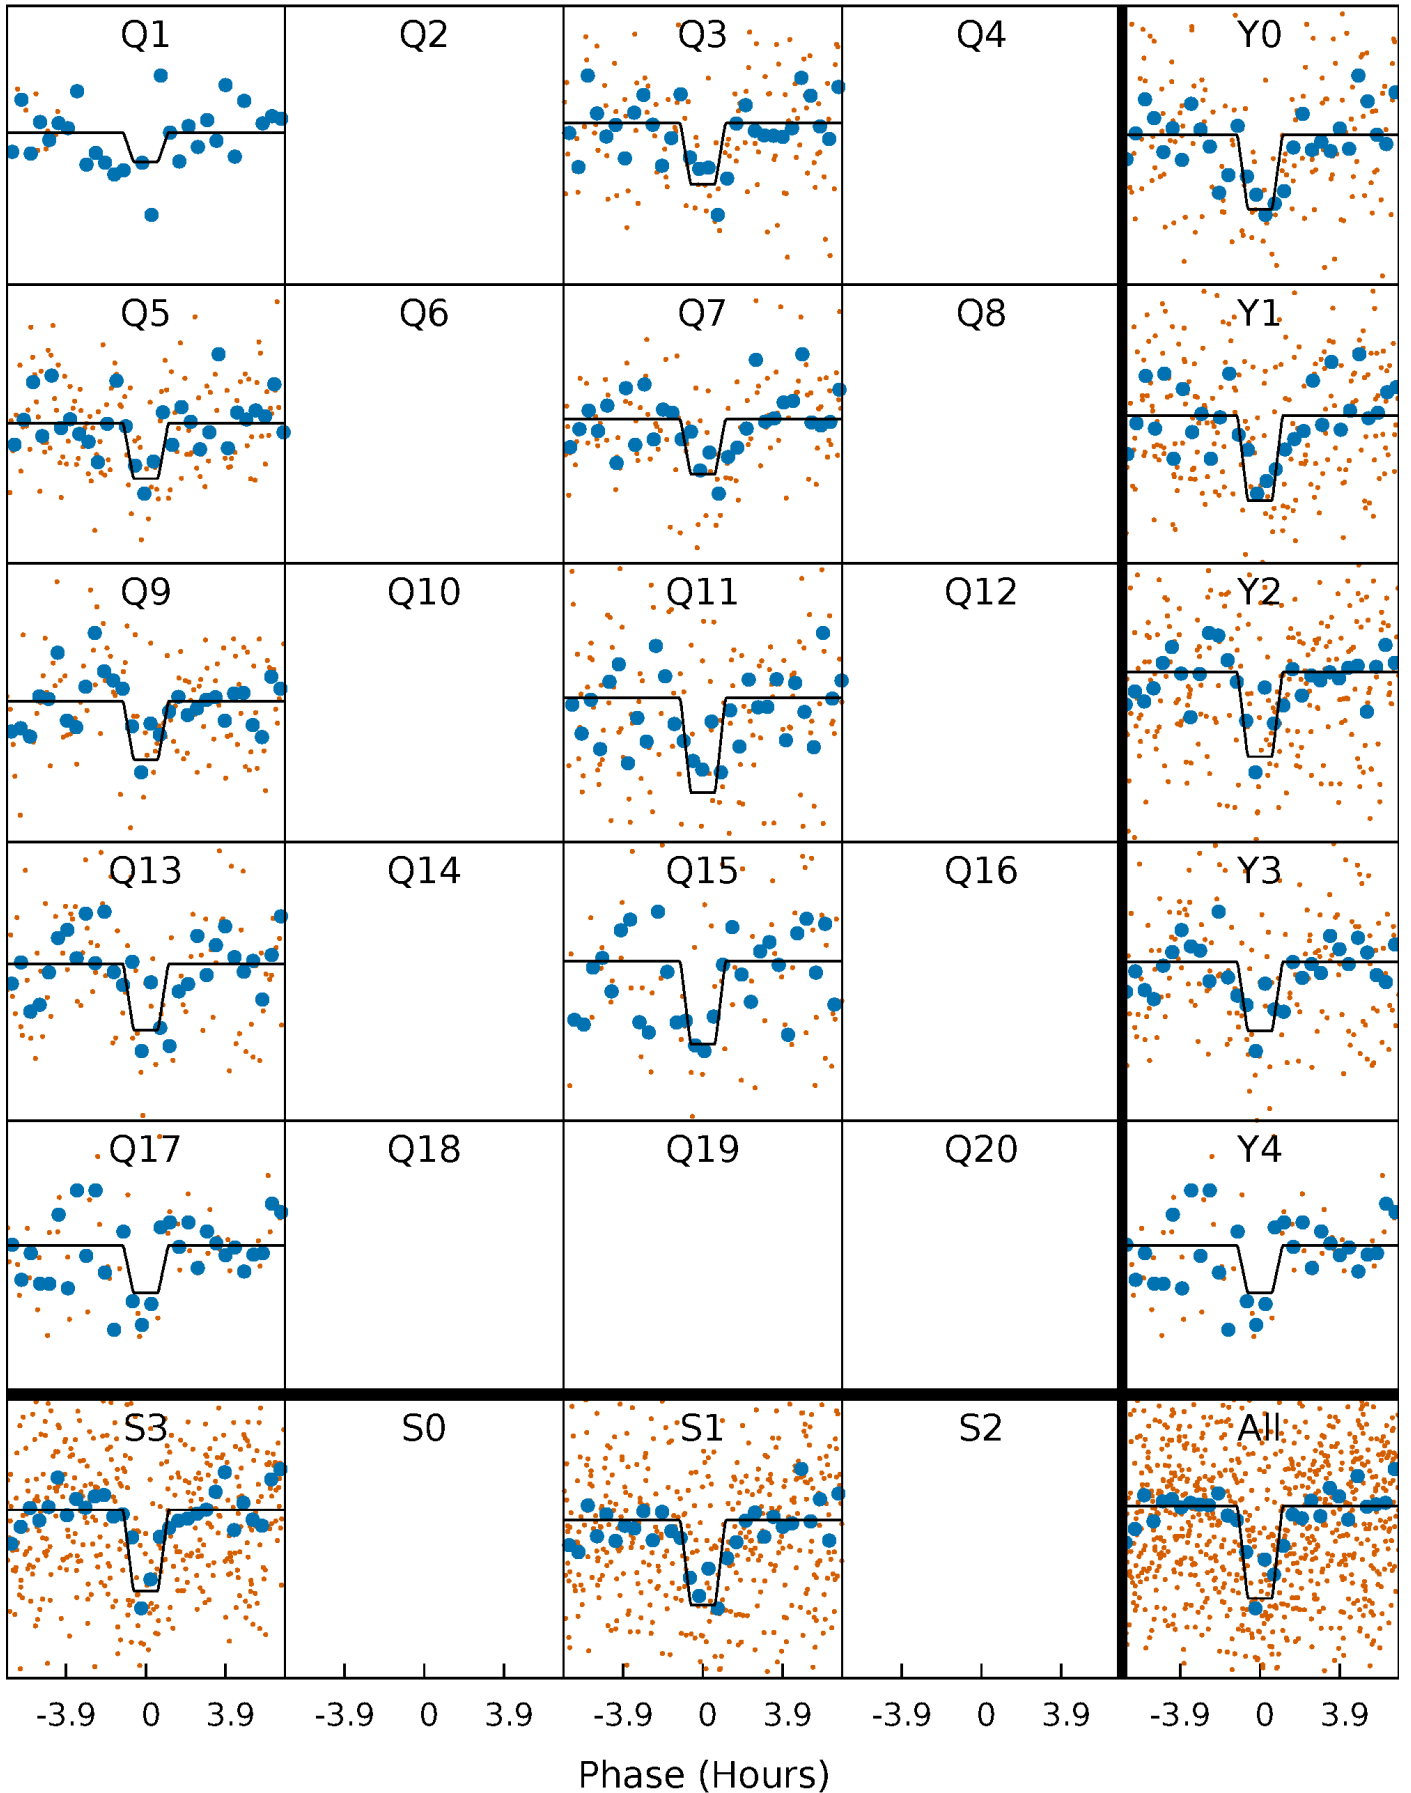 Q1 Q2 Q3 Q4 Y0
Q5 Q6 Q7 Q8 Y1
Q9 Q10 Q11 Q12 Y2
Q13 Q14 Q15 Q16 Y3
Q17 Q18 Q19 Q20 Y4
S3 S0 S1 S2 All
-3.9 0 3.9 -3.9 0 3.9 -3.9 0 3.9 -3.9 0 3.9 -3.9 0 3.9
Phase (Hours)